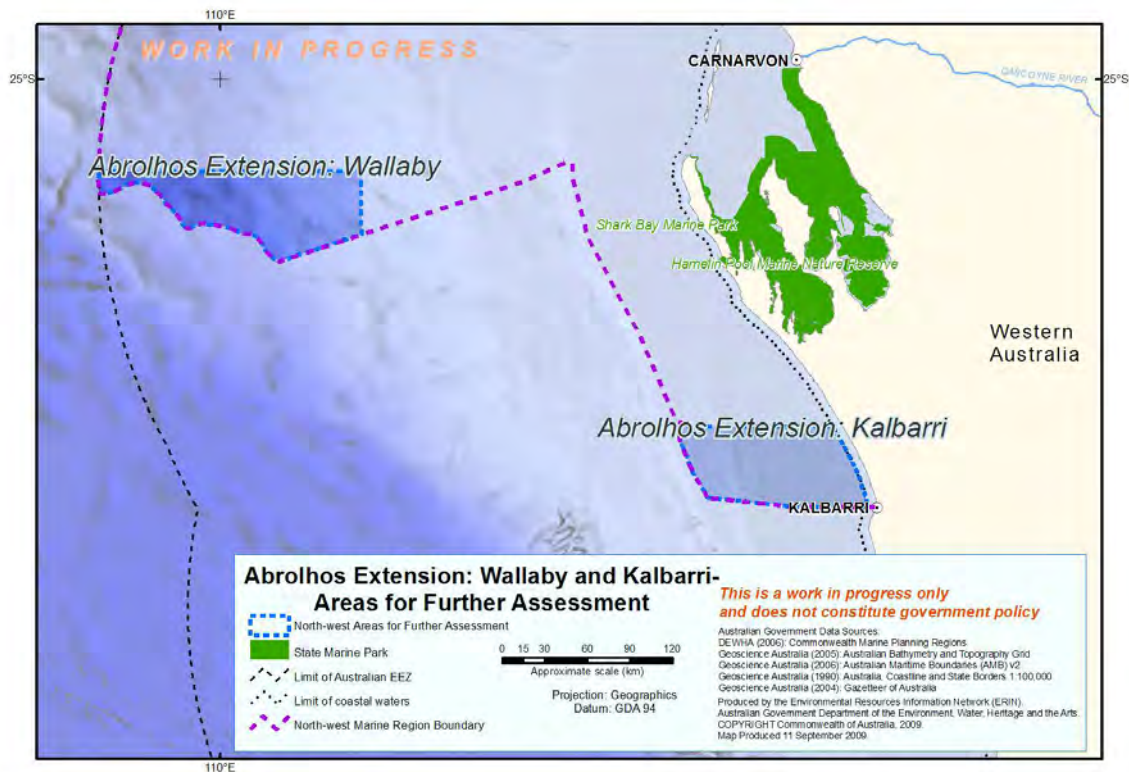 110°E
WORK IN PROGRESS
CARNARVON
25°S
25°S
GASCOYNE RIVER
Abrolhos Extension: Wallaby
Shark Bay Marine Park
Hamelin Pool Marine Nature Reserve
Western
Australia
Abrolhos Extension: Kalbarri
KALBARRI
Abrolhos Extension: Wallaby and Kalbarri-
Areas for Further Assessment
North-west Areas for Further Assessment
State Marine Park
Limit of Australian EEZ
Limit of coastal waters
North-west Marine Region Boundary
0 15 30 60 90 120
Approximate scale (km)
Projection: Geographics
Datum: GDA 94
This is a work in progress only
and does not constitute government policy
Australian Government Data Sources:
DEWHA (2006): Commonwealth Marine Planning Regions
Geoscience Australia (2005): Australian Bathymetry and Topography Grid
Geoscience Australia (2006): Australian Maritime Boundaries (AMB) v2
Geoscience Australia (1990): Australia, Coastline and State Borders 1:100,000
Geoscience Australia (2004): Gazetteer of Australia
Produced by the Environmental Resources Information Network (ERIN).
Australian Government Department of the Environment, Water, Heritage and the Arts.
COPYRIGHT Commonwealth of Australia, 2009.
Map Produced 11 September 2009.
110°E